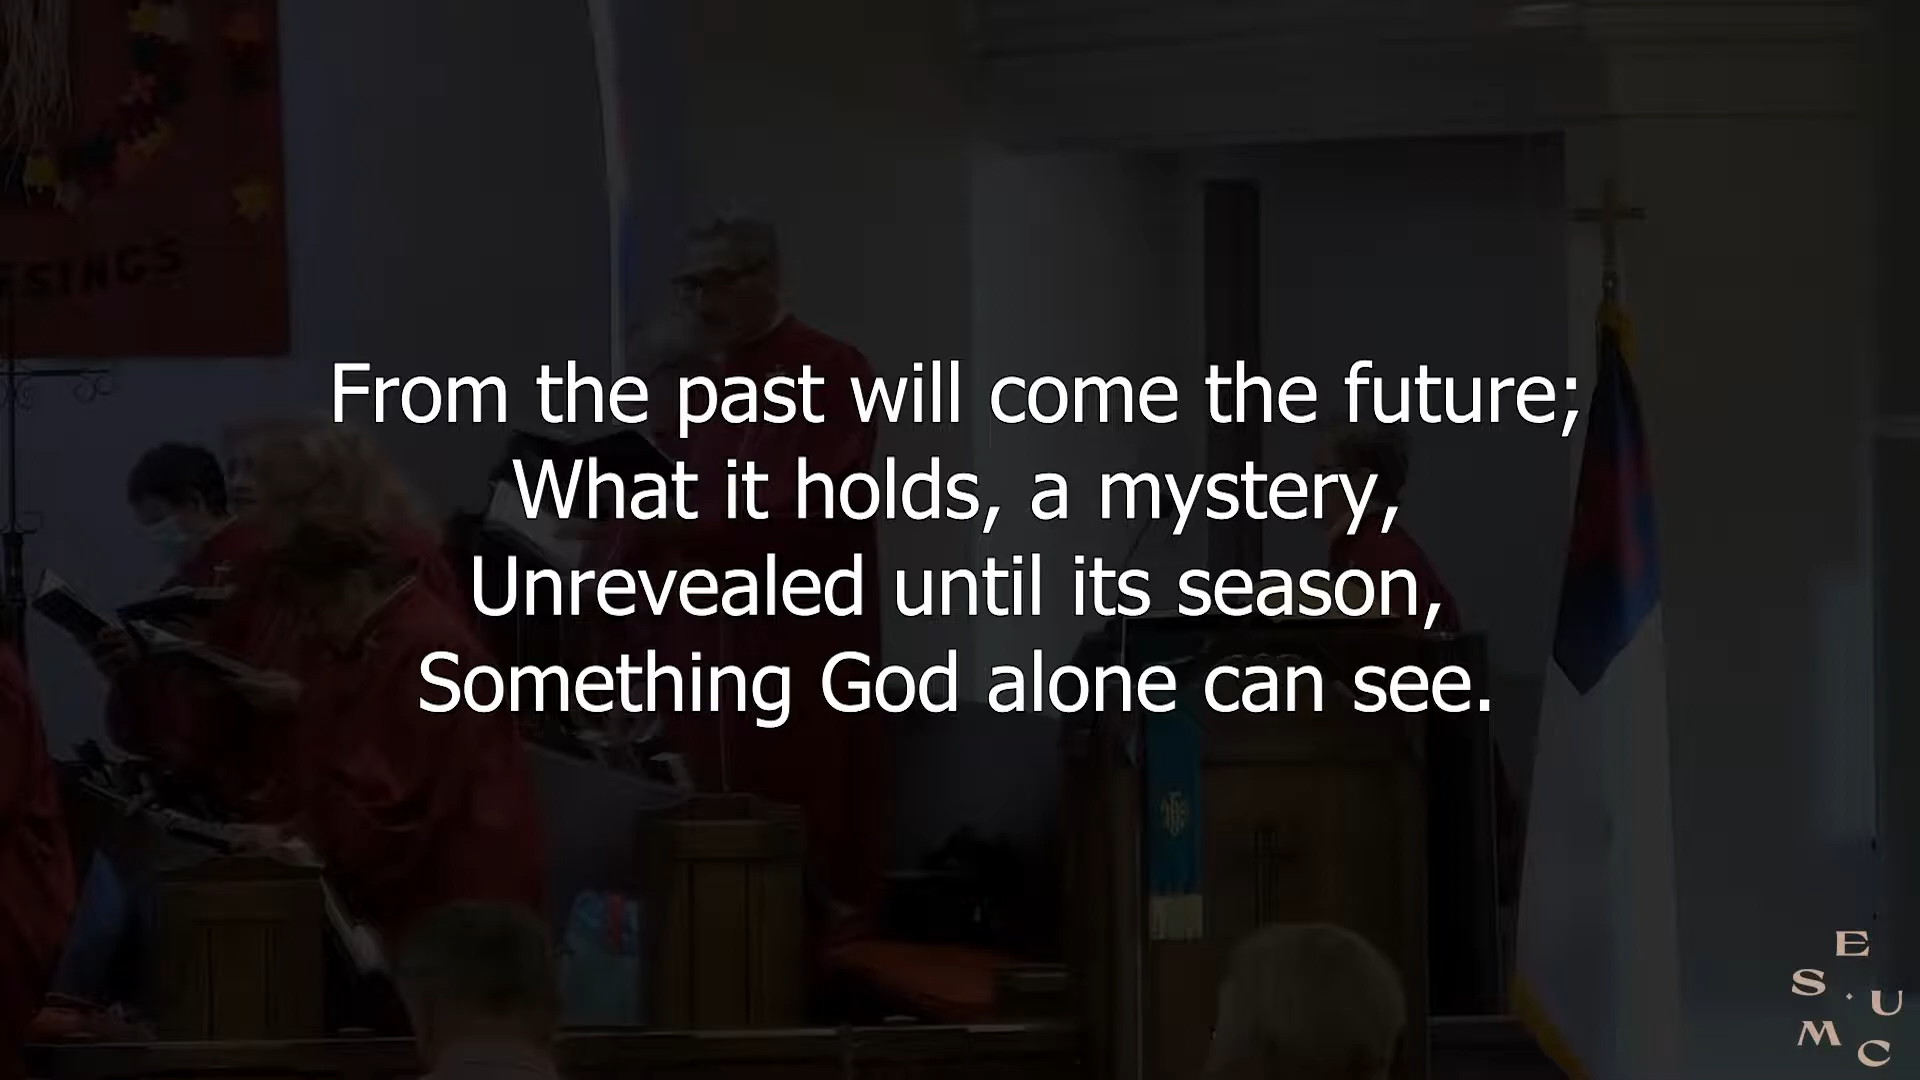 ESINGS
From the past will come the future;
What it holds, a mystery,
Unrevealed until its season,
Something God alone can see.
E
S U
M C